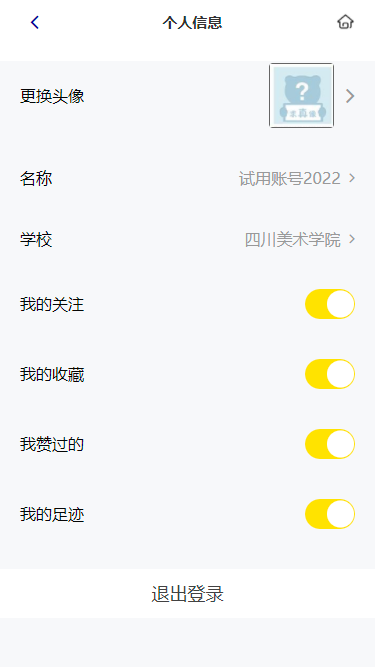 个人信息
更换头像
?
名称
试用账号2022
学校
四川美术学院
我的关注
我的收藏
我赞过的
我的足迹
退出登录